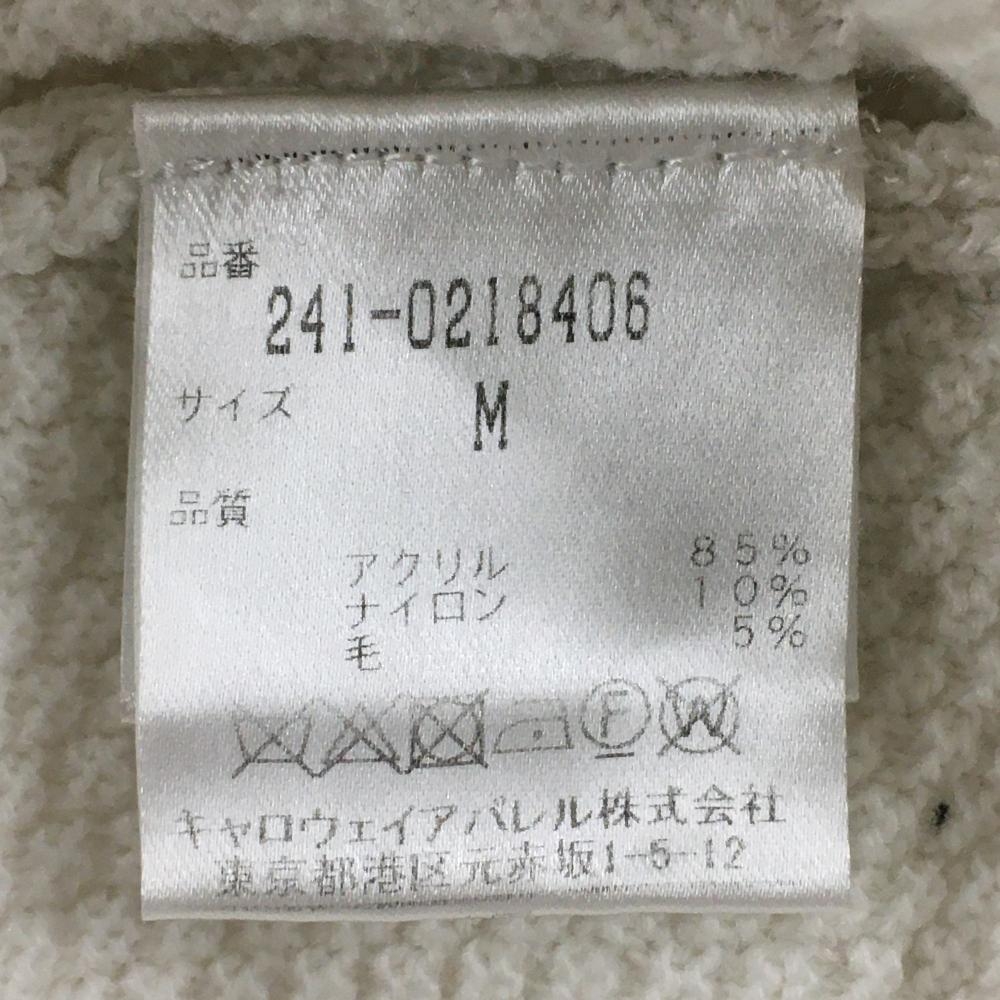 品番
241-0218406
サイズ M
品質
アクリル 85%
ナイロン 10%
毛 5%
F W
キャロウェイアパレル株式会社
東京都港区元赤坂1-5-12